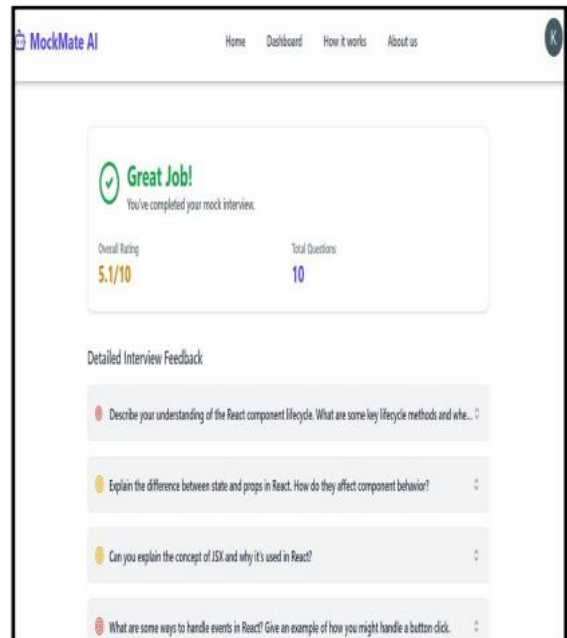 MockMate AI
Home Dashboard How it works About us
K
Great Job!
You've completed your mock interview.
Overall Rating Total Questions
5.1/10 10
Detailed Interview Feedback
Describe your understanding of the React component lifecycle. What are some key lifecycle methods and whe...
Explain the difference between state and props in React. How do they affect component behavior?
Can you explain the concept of JSX and why it's used in React?
What are some ways to handle events in React? Give an example of how you might handle a button click.